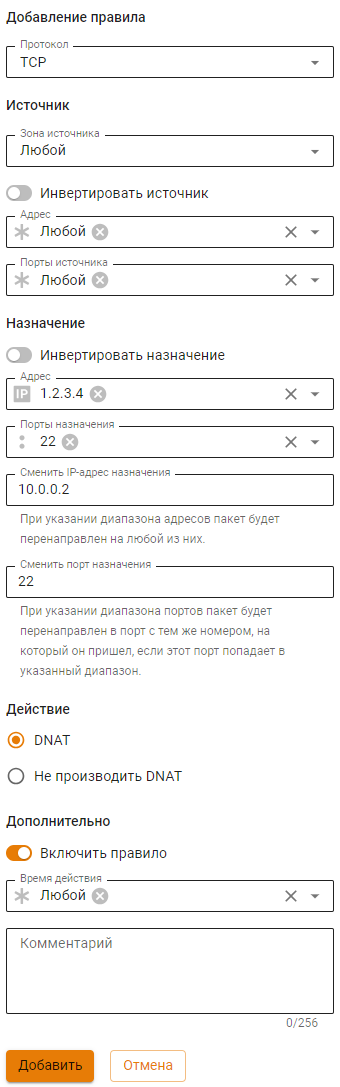 Добавление правила
Протокол
TCP
Источник
Зона источника
Любой
Инвертировать источник
Адрес
Любой
Порты источника
Любой
Назначение
Инвертировать назначение
Адрес
IP 1.2.3.4
Порты назначения
22
Сменить IP-адрес назначения
10.0.0.2
При указании диапазона адресов пакет будет
перенаправлен на любой из них.
Сменить порт назначения
22
При указании диапазона портов пакет будет
перенаправлен в порт с тем же номером, на
который он пришел, если этот порт попадает в
указанный диапазон.
Действие
DNAT
Не производить DNAT
Дополнительно
Включить правило
Время действия
Любой
Комментарий
0/256
Добавить Отмена